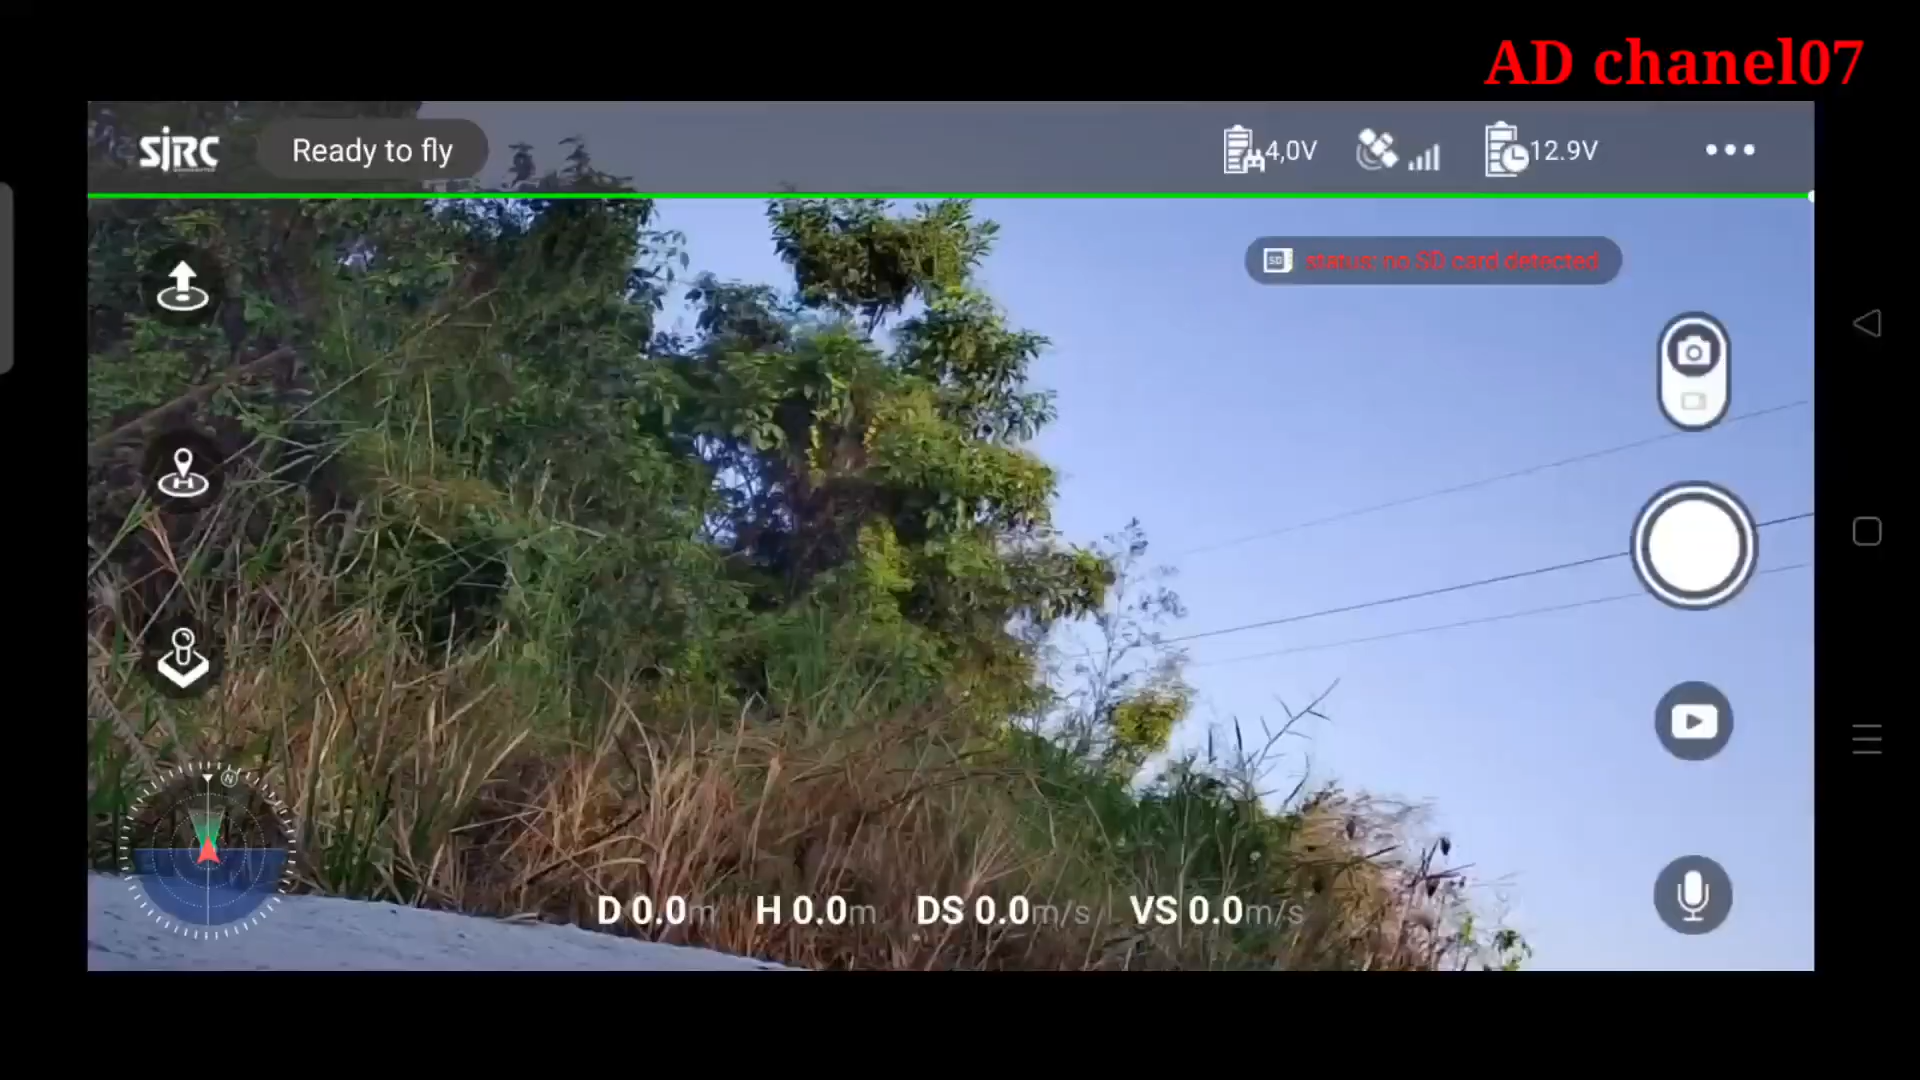 AD chanel07
SJRC
Ready to fly
4,0V
12.9V
SD
status: no SD card detected
N
D 0.0m H 0.0m DS 0.0m/s VS 0.0m/s